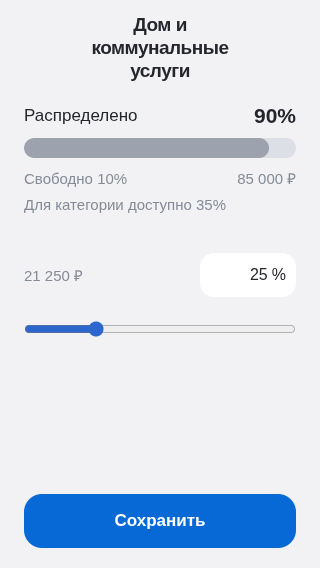 Дом и
коммунальные
услуги
Распределено 90%
Свободно 10% 85 000 ₽
Для категории доступно 35%
21 250 ₽ 25 %
Сохранить